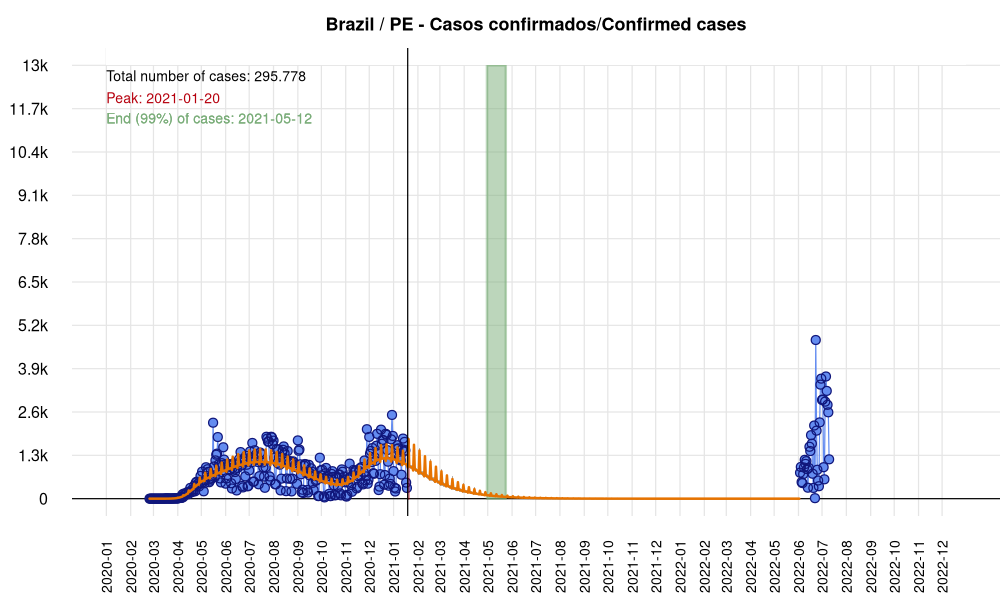 Brazil / PE - Casos confirmados/Confirmed cases
Total number of cases: 295.778
Peak: 2021-01-20
End (99%) of cases: 2021-05-12
13k
11.7k
10.4k
9.1k
7.8k
6.5k
5.2k
3.9k
2.6k
1.3k
0
2020-01
2020-02
2020-03
2020-04
2020-05
2020-06
2020-07
2020-08
2020-09
2020-10
2020-11
2020-12
2021-01
2021-02
2021-03
2021-04
2021-05
2021-06
2021-07
2021-08
2021-09
2021-10
2021-11
2021-12
2022-01
2022-02
2022-03
2022-04
2022-05
2022-06
2022-07
2022-08
2022-09
2022-10
2022-11
2022-12